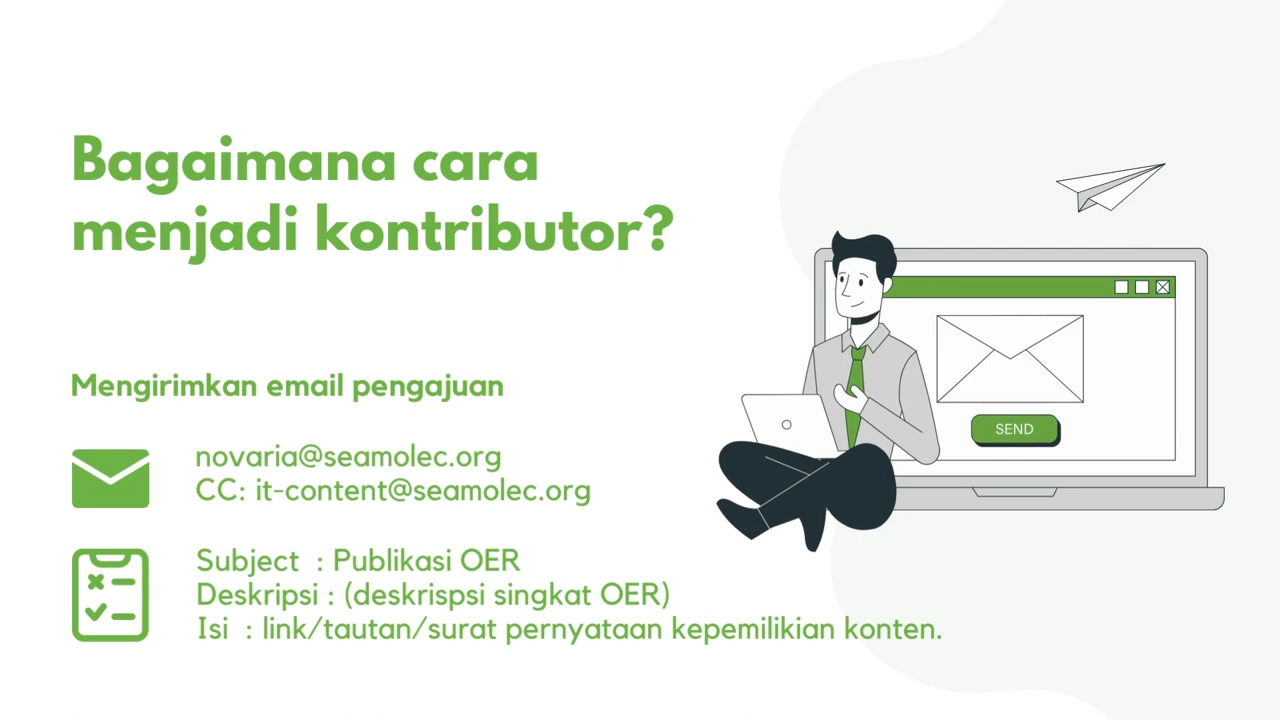 Bagaimana cara
menjadi kontributor?
Mengirimkan email pengajuan
novaria@seamolec.org
CC: it-content@seamolec.org
Subject : Publikasi OER
Deskripsi : (deskrispsi singkat OER)
Isi : link/tautan/surat pernyataan kepemilikian konten.
SEND